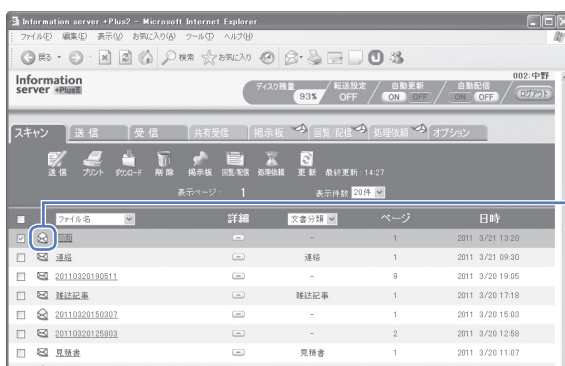 Information server +Plus2 - Microsoft Internet Explorer
ファイル(F) 編集(E) 表示(V) お気に入り(A) ツール(T) ヘルプ(H)
戻る 検索 お気に入り
Information server +PlusII
ディスク残量 93% 転送設定 OFF 自動更新 ON OFF 自動配信 ON OFF 002:中野 ログアウト
スキャン 送信 受信 共有受信 掲示板 回覧/配信 処理依頼 オプション
送信 プリント ダウンロード 削除 掲示板 回覧/配信 処理依頼 更新 最終更新:14:27
表示ページ: 1 表示件数 20件
ファイル名 詳細 文書分類 ページ 日時
図面 - 1 2011 3/21 13:20
連絡 連絡 1 2011 3/21 09:30
20110320190511 - 9 2011 3/20 19:05
雑誌記事 雑誌記事 1 2011 3/20 17:18
20110320150307 - 1 2011 3/20 15:03
20110320125803 - 2 2011 3/20 12:58
見積書 見積書 1 2011 3/20 11:07